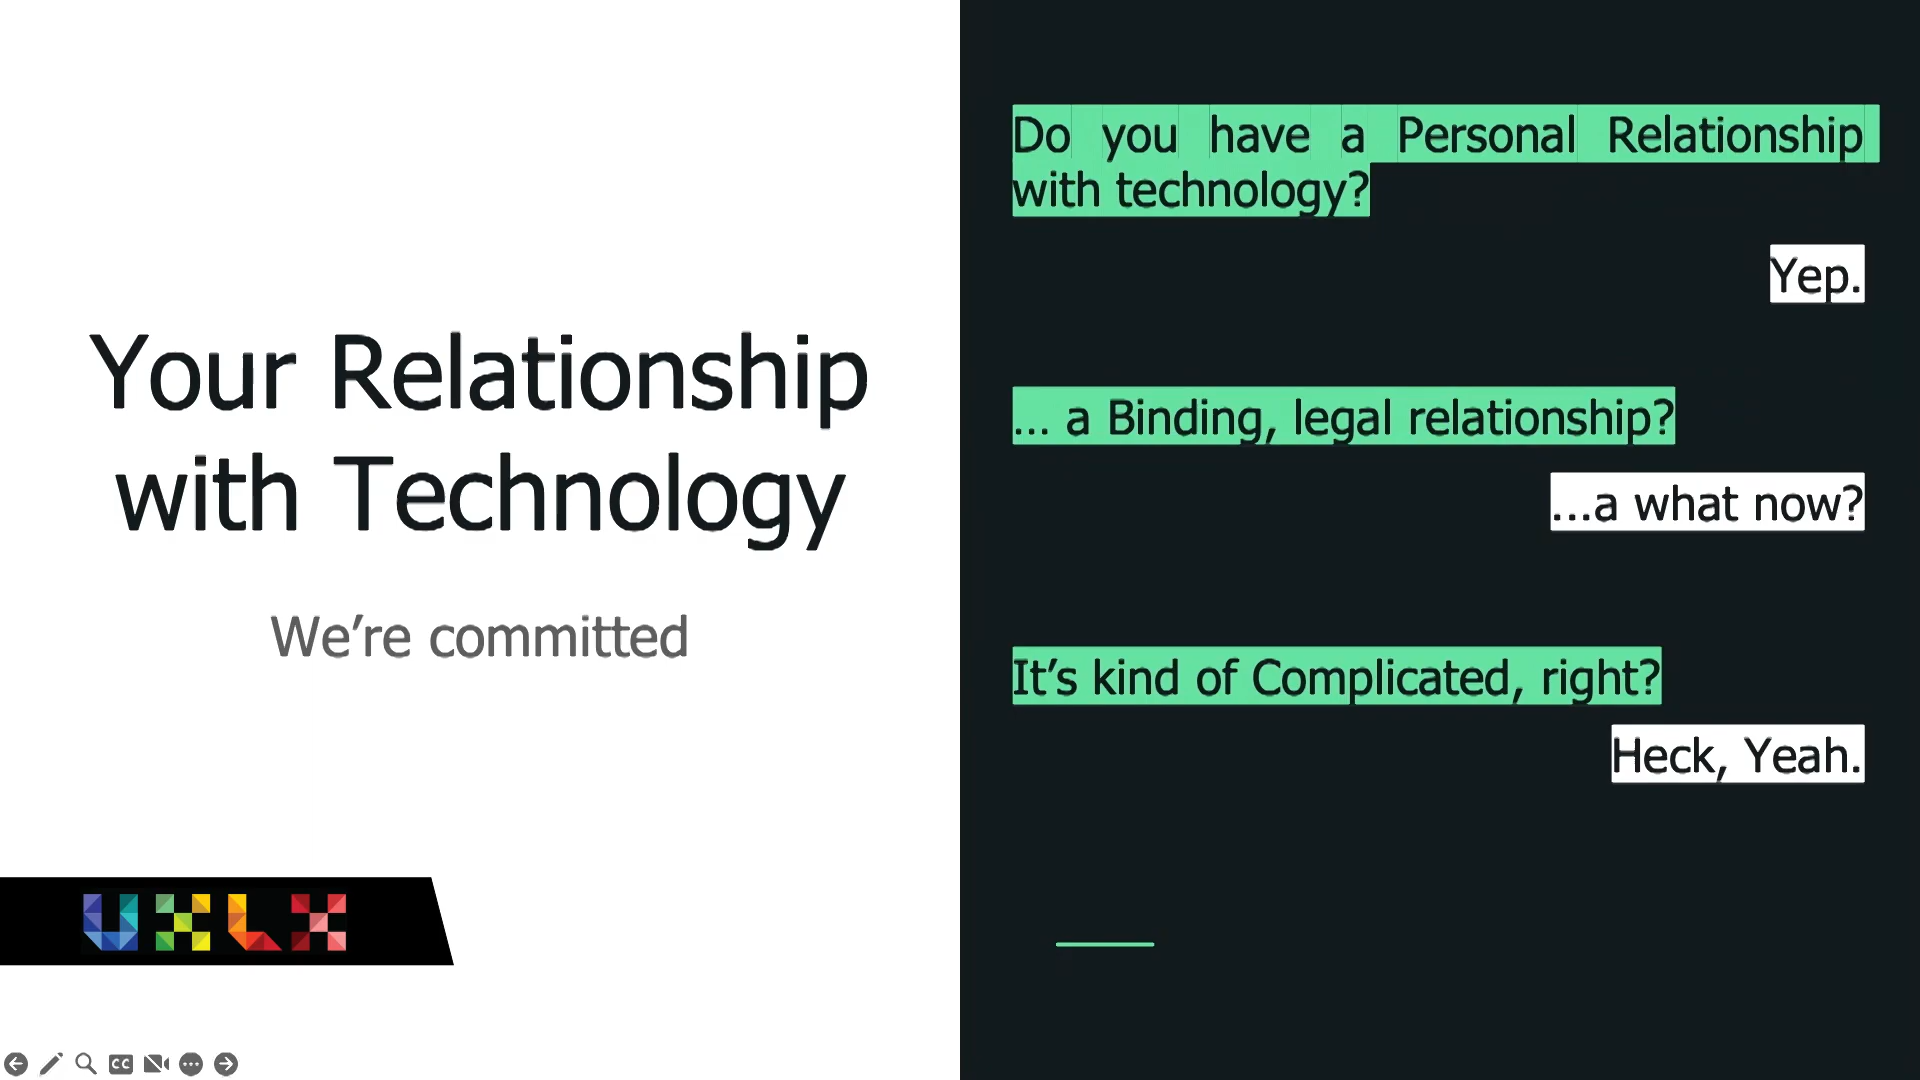 Your Relationship
with Technology
We’re committed
UXLX
Do you have a Personal Relationship
with technology?
Yep.
... a Binding, legal relationship?
...a what now?
It’s kind of Complicated, right?
Heck, Yeah.
CC